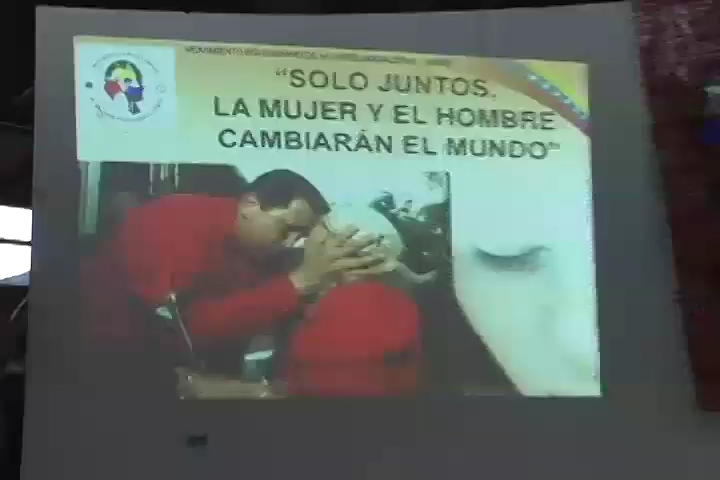 “SOLO JUNTOS,
LA MUJER Y EL HOMBRE
CAMBIARÁN EL MUNDO”